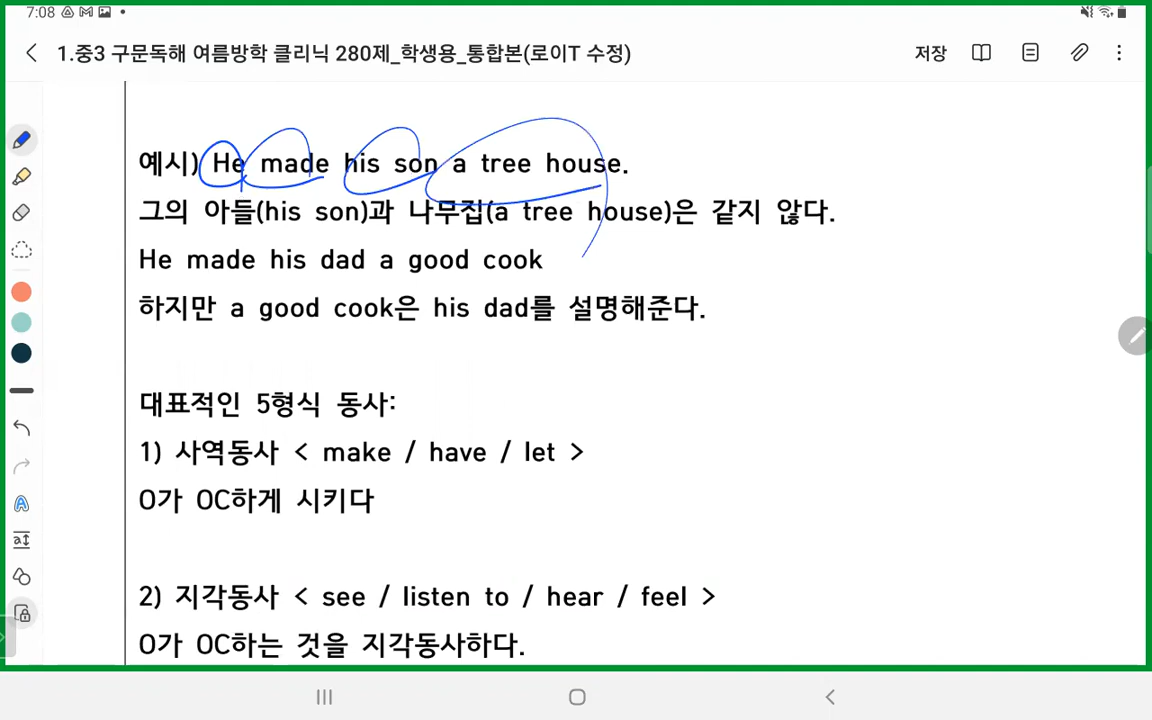 7:08
1.중3 구문독해 여름방학 클리닉 280제_학생용_통합본(로이T 수정)
저장
예시) He made his son a tree house.
그의 아들(his son)과 나무집(a tree house)은 같지 않다.
He made his dad a good cook
하지만 a good cook은 his dad를 설명해준다.
대표적인 5형식 동사:
1) 사역동사 < make / have / let >
O가 OC하게 시키다
2) 지각동사 < see / listen to / hear / feel >
O가 OC하는 것을 지각동사하다.